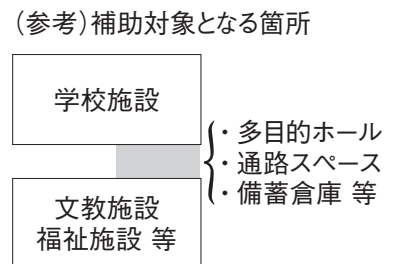 （参考）補助対象となる箇所
学校施設
・多目的ホール
・通路スペース
・備蓄倉庫 等
文教施設
福祉施設 等